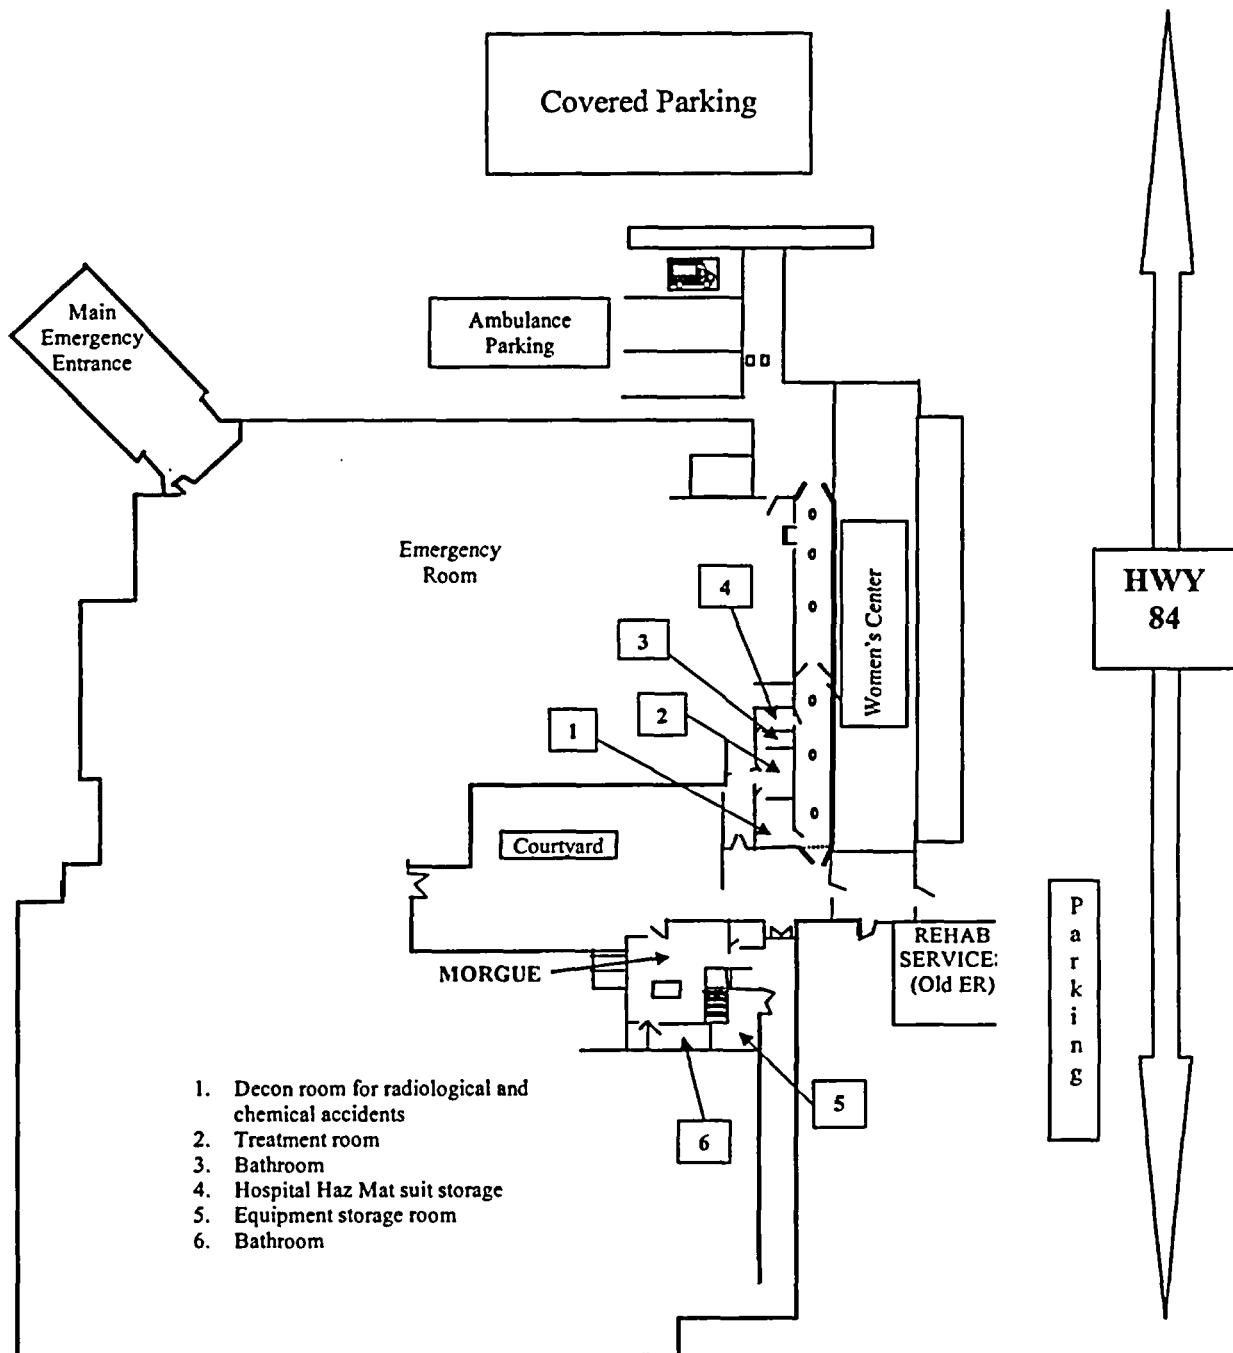 Covered Parking
Main
Emergency
Entrance
Ambulance
Parking
Emergency
Room
HWY
84
4
3
2
1
Women's Center
Courtyard
MORGUE
REHAB
SERVICE:
(Old ER)
P
a
r
k
i
n
g
5
6
1. Decon room for radiological and
chemical accidents
2. Treatment room
3. Bathroom
4. Hospital Haz Mat suit storage
5. Equipment storage room
6. Bathroom